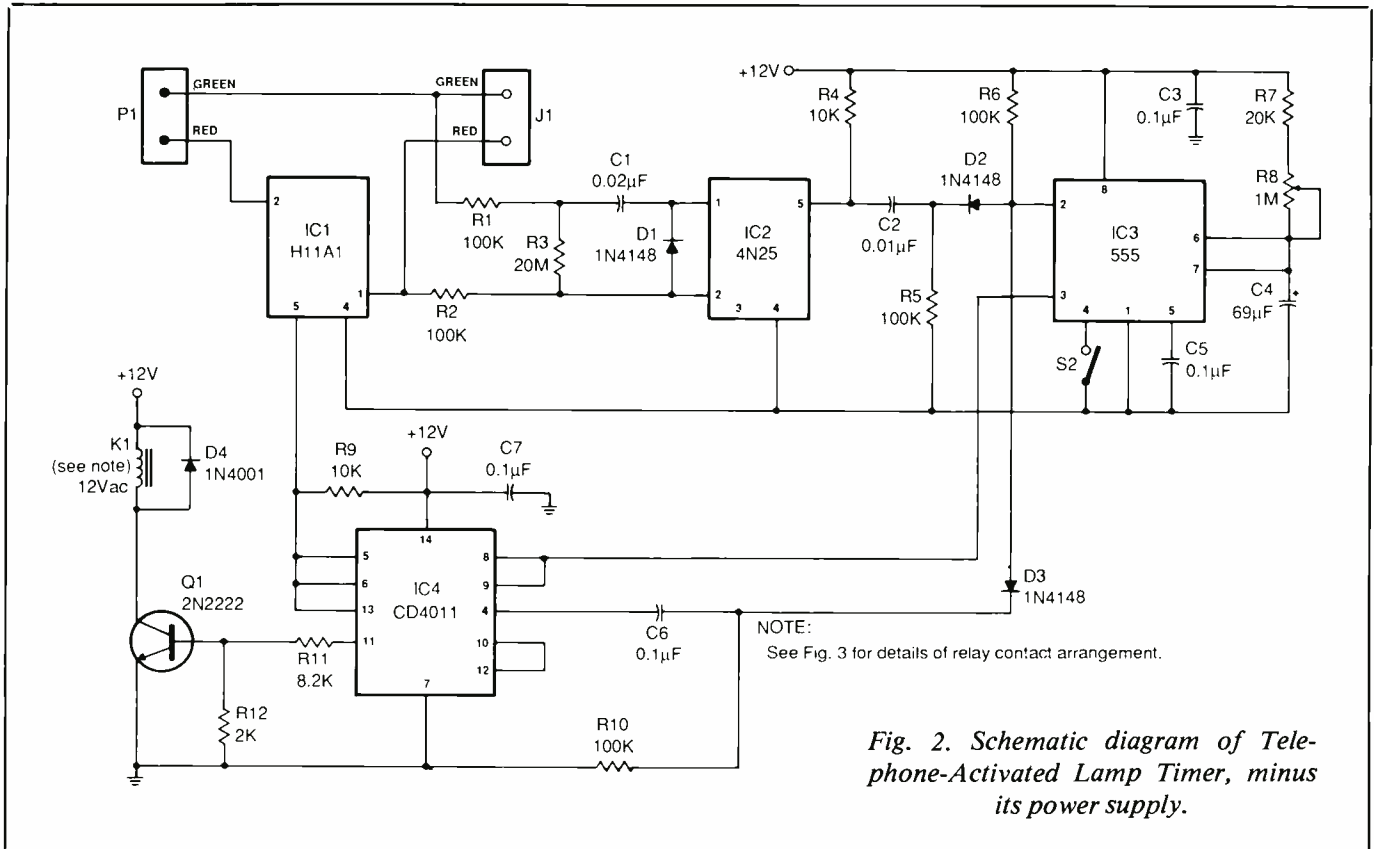 P1
GREEN
RED
GREEN
RED
J1
2
IC1
H11A1
1
5
4
R1
100K
R2
100K
R3
20M
C1
0.02µF
D1
1N4148
1
2
5
IC2
4N25
3
4
+12V
R4
10K
C2
0.01µF
R5
100K
D2
1N4148
R6
100K
2
8
IC3
555
3
6
7
4
1
5
S2
C5
0.1µF
C3
0.1µF
R7
20K
R8
1M
C4
+
69µF
+12V
K1
(see note)
12Vac
D4
1N4001
Q1
2N2222
R12
2K
R11
8.2K
R9
10K
+12V
C7
0.1µF
14
5
6
13
11
IC4
CD4011
8
9
4
10
12
7
C6
0.1µF
R10
100K
D3
1N4148
NOTE:
See Fig. 3 for details of relay contact arrangement.
Fig. 2. Schematic diagram of Tele-
phone-Activated Lamp Timer, minus
its power supply.